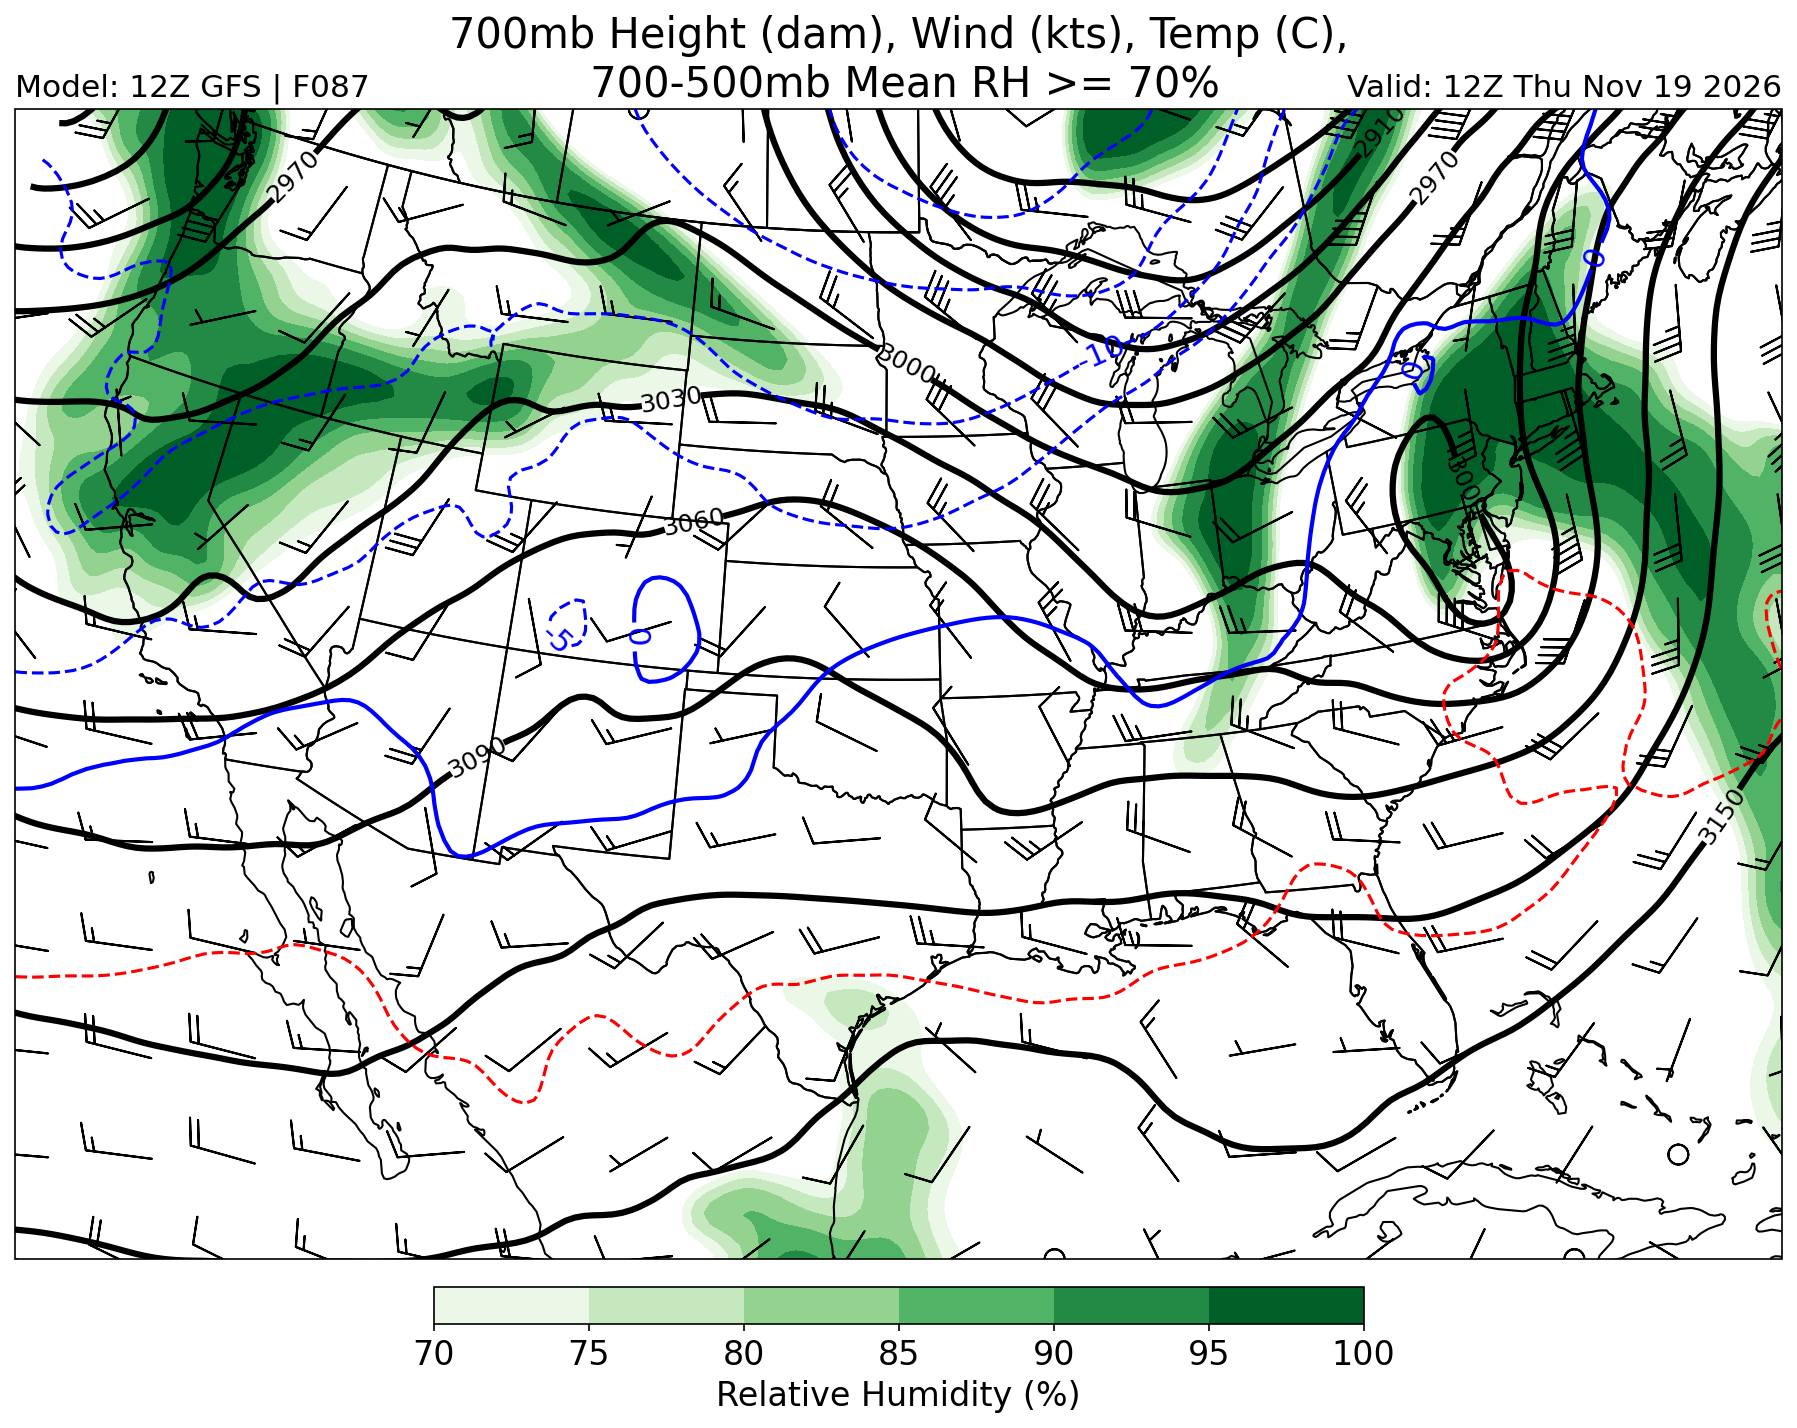 700mb Height (dam), Wind (kts), Temp (C),
700-500mb Mean RH >= 70%
Model: 12Z GFS | F087
Valid: 12Z Thu Nov 19 2026
2910
2970
2970
0
3000
-10
0
3030
3000
3060
-5
0
3090
3150
70 75 80 85 90 95 100
Relative Humidity (%)